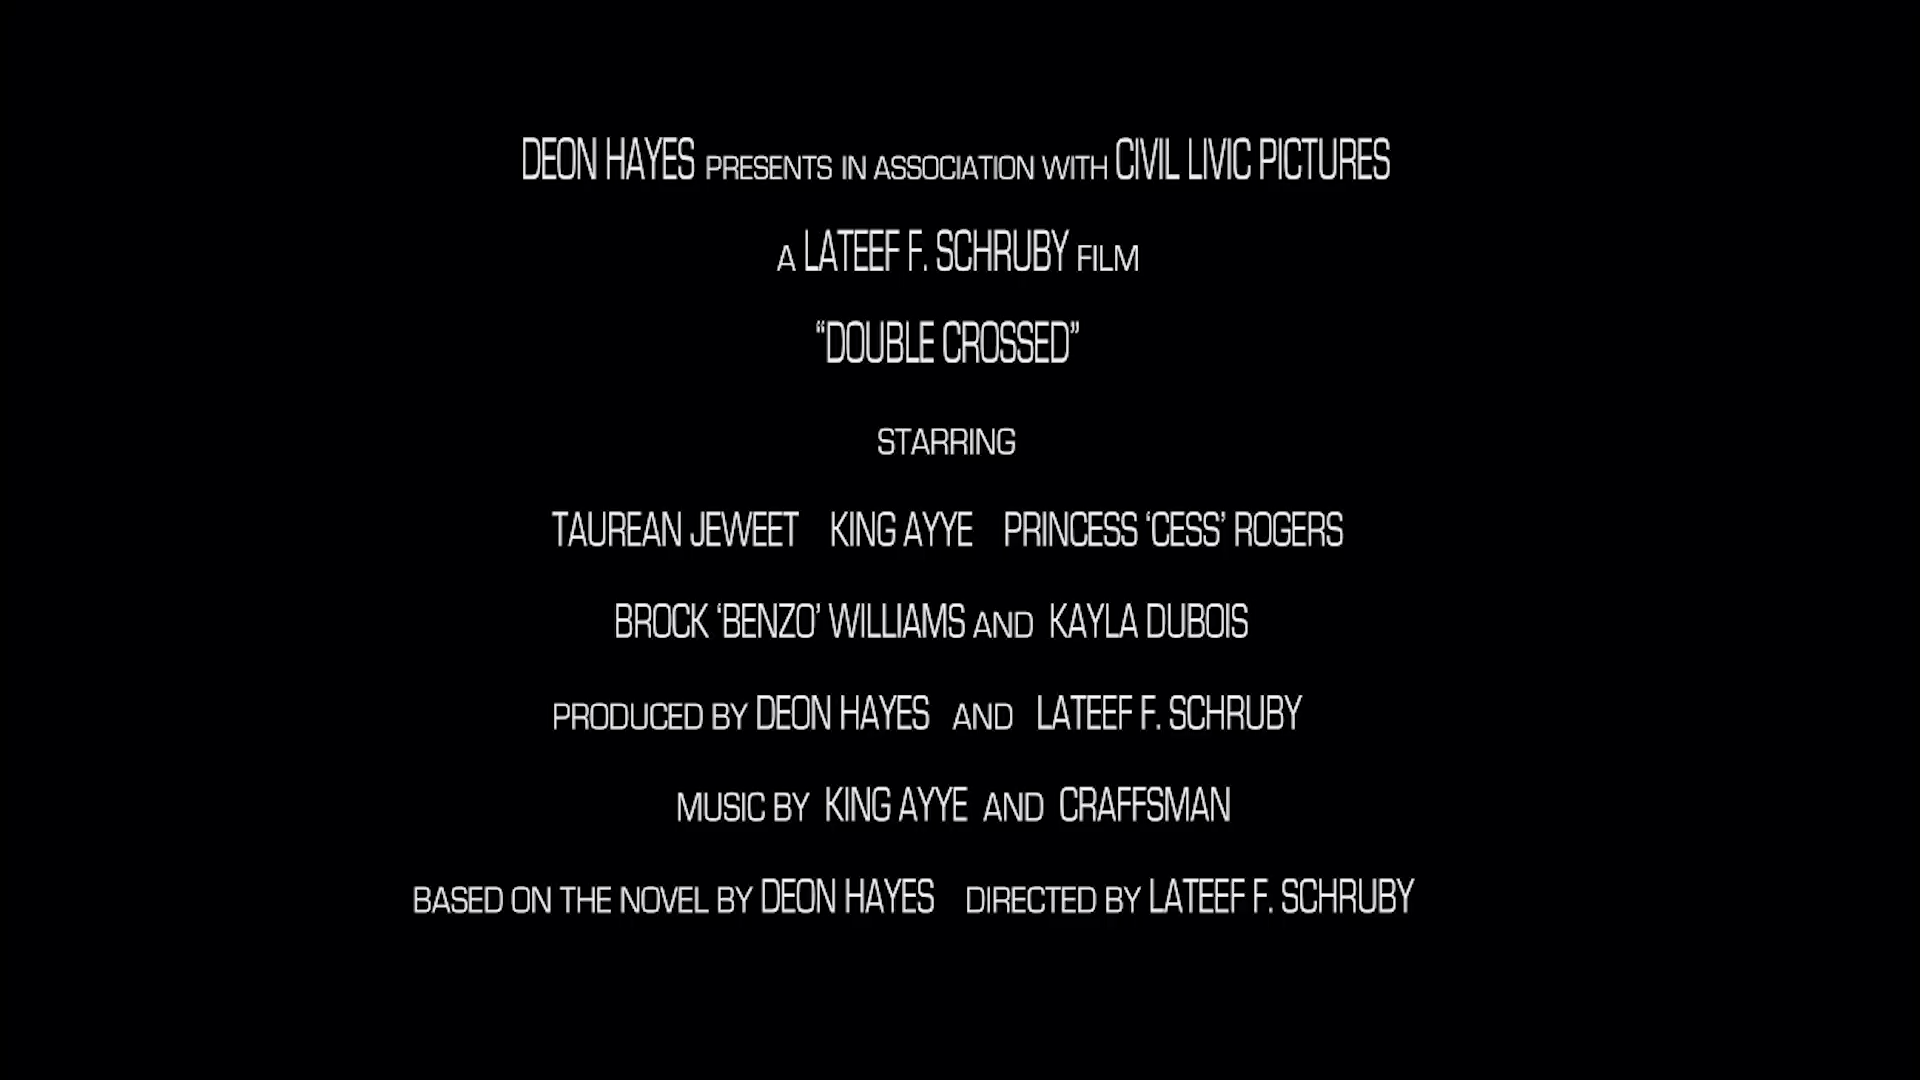 DEON HAYES PRESENTS IN ASSOCIATION WITH CIVIL LIVIC PICTURES
A LATEEF F. SCHRUBY FILM
“DOUBLE CROSSED”
STARRING
TAUREAN JEWEET KING AYYE PRINCESS ‘CESS’ ROGERS
BROCK ‘BENZO’ WILLIAMS AND KAYLA DUBOIS
PRODUCED BY DEON HAYES AND LATEEF F. SCHRUBY
MUSIC BY KING AYYE AND CRAFFSMAN
BASED ON THE NOVEL BY DEON HAYES DIRECTED BY LATEEF F. SCHRUBY